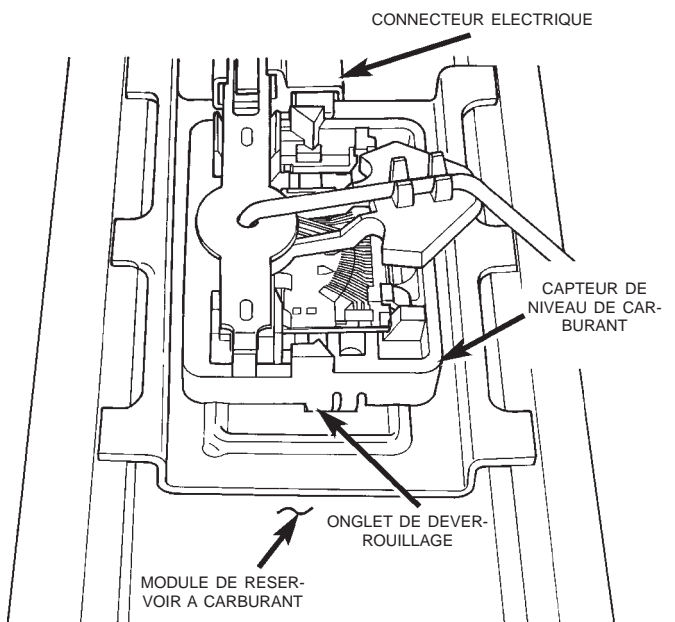 CONNECTEUR ELECTRIQUE
CAPTEUR DE
NIVEAU DE CAR-
BURANT
ONGLET DE DEVER-
ROUILLAGE
MODULE DE RESER-
VOIR A CARBURANT